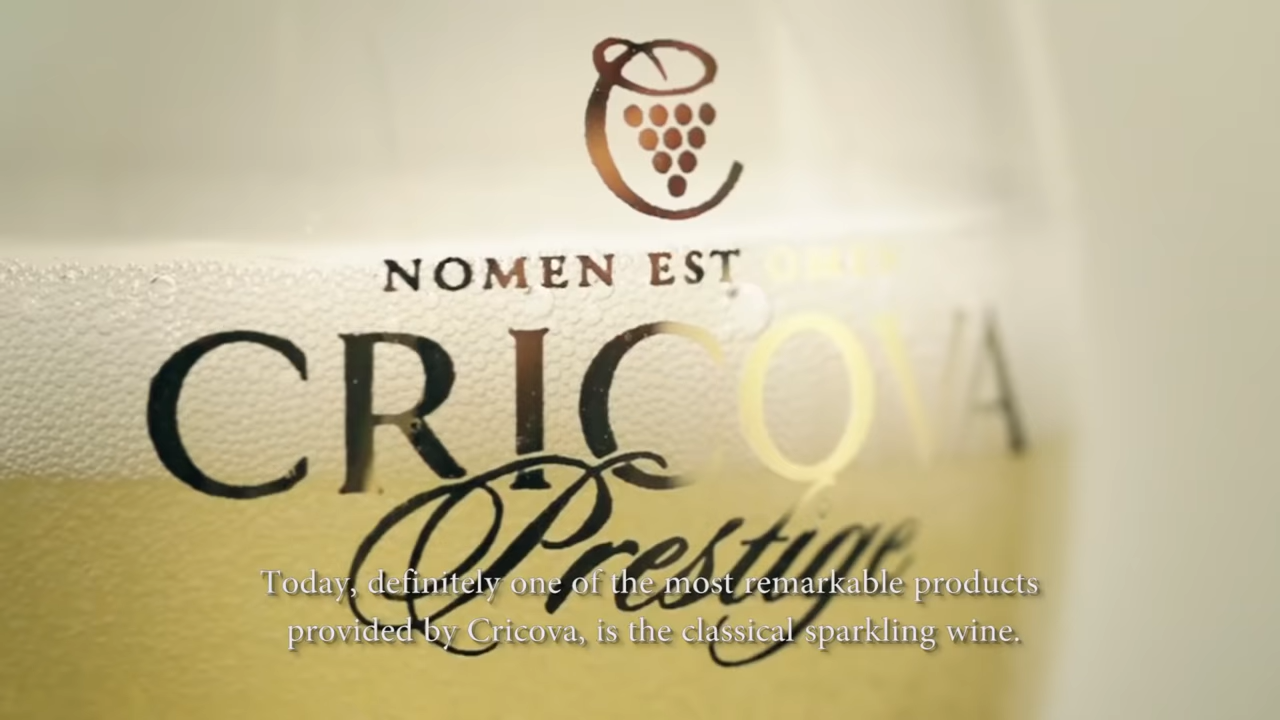 NOMEN EST OMEN
CRICOVA
Prestige
Today, definitely one of the most remarkable products
provided by Cricova, is the classical sparkling wine.